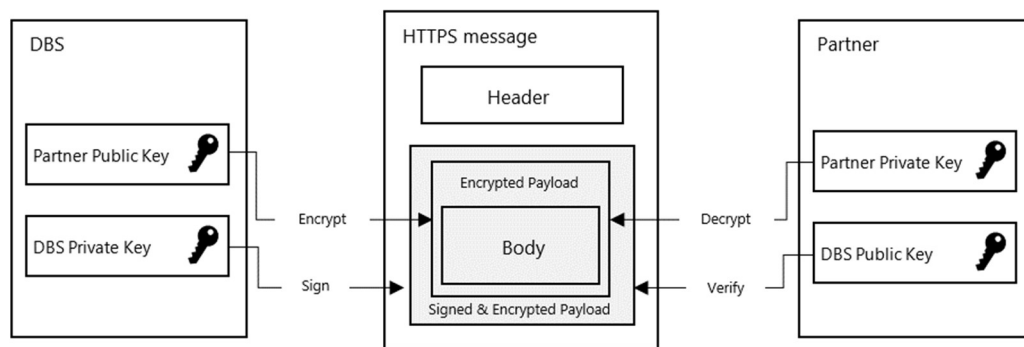 DBS
Partner Public Key
DBS Private Key
Encrypt
Sign
HTTPS message
Header
Encrypted Payload
Body
Signed & Encrypted Payload
Decrypt
Verify
Partner
Partner Private Key
DBS Public Key